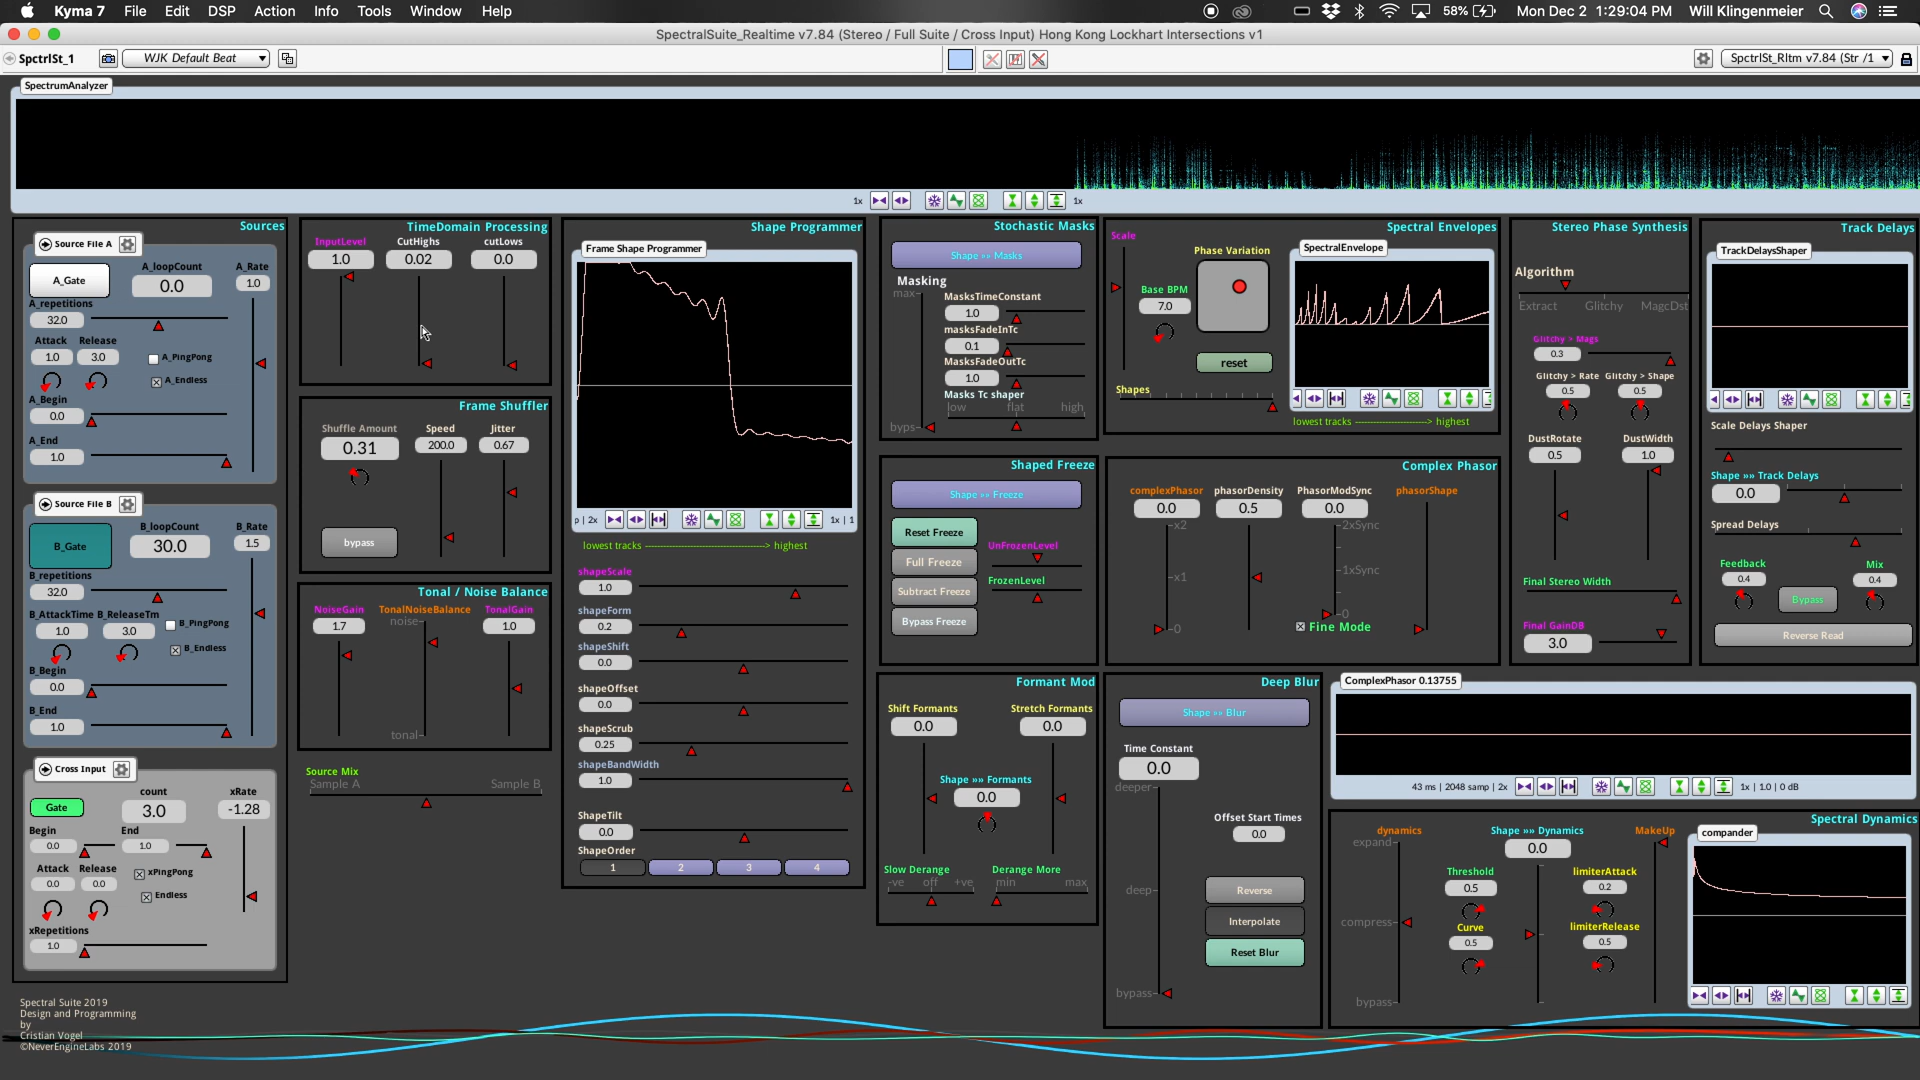 Kyma 7 File Edit DSP Action Info Tools Window Help 58% Mon Dec 2 1:29:04 PM Will Klingenmeier
SpectralSuite_Realtime v7.84 (Stereo / Full Suite / Cross Input) Hong Kong Lockhart Intersections v1
SpctrlSt_1 WJK Default Beat SpctrlSt_Rltm v7.84 (Str /1
SpectrumAnalyzer
1x 1x
Sources
Source File A
A_Gate
A_loopCount
0.0
A_Rate
1.0
A_repetitions
32.0
Attack Release
1.0 3.0
A_PingPong
A_Endless
A_Begin
0.0
A_End
1.0
Source File B
B_Gate
B_loopCount
30.0
B_Rate
1.5
B_repetitions
32.0
B_AttackTime B_ReleaseTm
1.0 3.0
B_PingPong
B_Endless
B_Begin
0.0
B_End
1.0
Cross Input
Gate
count
3.0
xRate
-1.28
Begin End
0.0 1.0
Attack Release
0.0 0.0
xPingPong
Endless
xRepetitions
1.0
Spectral Suite 2019
Design and Programming
by
Cristian Vogel
©NeverEngineLabs 2019
TimeDomain Processing
InputLevel CutHighs cutLows
1.0 0.02 0.0
Frame Shuffler
Shuffle Amount Speed Jitter
0.31 200.0 0.67
bypass
Tonal / Noise Balance
NoiseGain TonalNoiseBalance TonalGain
1.7 noise 1.0
tonal
Source Mix
Sample A Sample B
Shape Programmer
Frame Shape Programmer
p | 2x 1x | 1
lowest tracks ----> highest
shapeScale
1.0
shapeForm
0.2
shapeShift
0.0
shapeOffset
0.0
shapeScrub
0.25
shapeBandWidth
1.0
ShapeTilt
0.0
ShapeOrder
1 2 3 4
Stochastic Masks
Shape »» Masks
Masking
max
MasksTimeConstant
1.0
masksFadeInTc
0.1
MasksFadeOutTc
1.0
Masks Tc shaper
low flat high
byps
Shaped Freeze
Shape »» Freeze
Reset Freeze
Full Freeze
Subtract Freeze
Bypass Freeze
UnFrozenLevel
FrozenLevel
Formant Mod
Shift Formants Stretch Formants
0.0 0.0
Shape »» Formants
0.0
Slow Derange Derange More
-ve off +ve min max
Spectral Envelopes
Scale
Phase Variation
Base BPM
7.0
reset
Shapes
SpectralEnvelope
lowest tracks ----> highest
Complex Phasor
complexPhasor phasorDensity PhasorModSync phasorShape
0.0 0.5 0.0
x2 2xSync
x1 1xSync
0 0
Fine Mode
Deep Blur
Shape »» Blur
Time Constant
0.0
deeper
Offset Start Times
0.0
deep
Reverse
Interpolate
Reset Blur
bypass
Stereo Phase Synthesis
Algorithm
Extract Glitchy MagcDst
Glitchy > Mags
0.3
Glitchy > Rate Glitchy > Shape
0.5 0.5
DustRotate DustWidth
0.5 1.0
Final Stereo Width
Final GainDB
3.0
Track Delays
TrackDelaysShaper
Scale Delays Shaper
Shape »» Track Delays
0.0
Spread Delays
Feedback Mix
0.4 0.4
Bypass
Reverse Read
ComplexPhasor 0.13755
43 ms | 2048 samp | 2x 1x | 1.0 | 0 dB
Spectral Dynamics
dynamics Shape »» Dynamics MakeUp
expand 0.0
Threshold limiterAttack
0.5 0.2
compress
Curve limiterRelease
0.5 0.5
bypass
compander